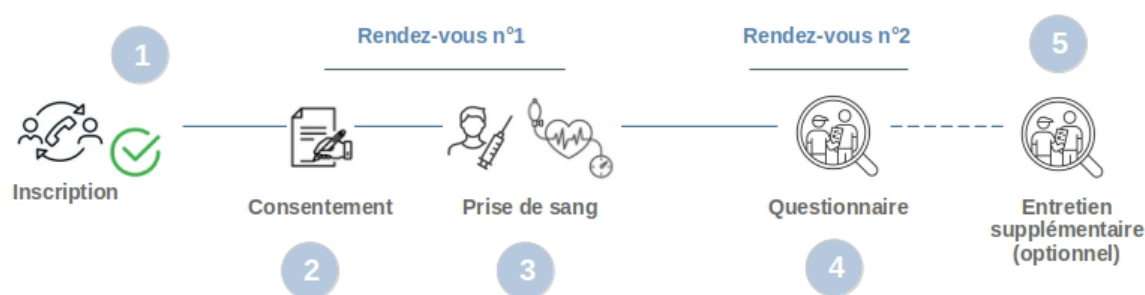 1
Rendez-vous n°1
Rendez-vous n°2
5
Inscription
Consentement
Prise de sang
Questionnaire
Entretien
supplémentaire
(optionnel)
2
3
4